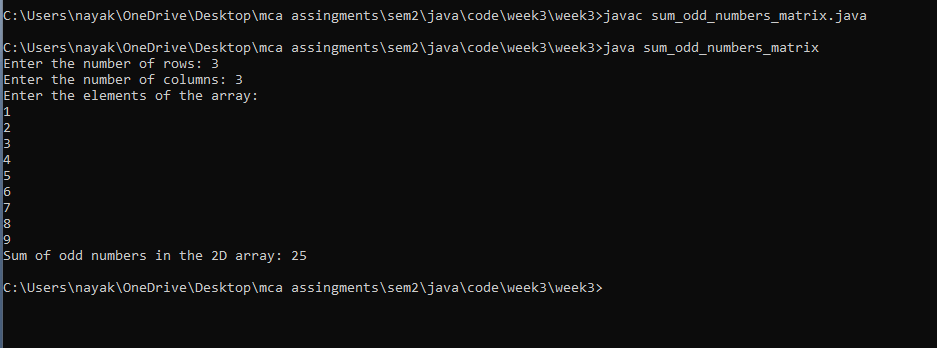 C:\Users\nayak\OneDrive\Desktop\mca assingments\sem2\java\code\week3\week3>javac sum_odd_numbers_matrix.java
C:\Users\nayak\OneDrive\Desktop\mca assingments\sem2\java\code\week3\week3>java sum_odd_numbers_matrix
Enter the number of rows: 3
Enter the number of columns: 3
Enter the elements of the array:
1
2
3
4
5
6
7
8
9
Sum of odd numbers in the 2D array: 25
C:\Users\nayak\OneDrive\Desktop\mca assingments\sem2\java\code\week3\week3>